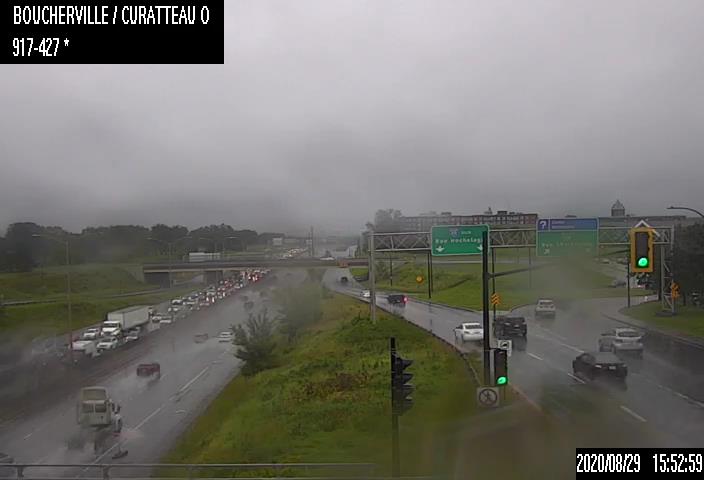 BOUCHERVILLE / CURATTEAU O
917-427 *
Rue Hochelaga
2020/08/29 15:52:59